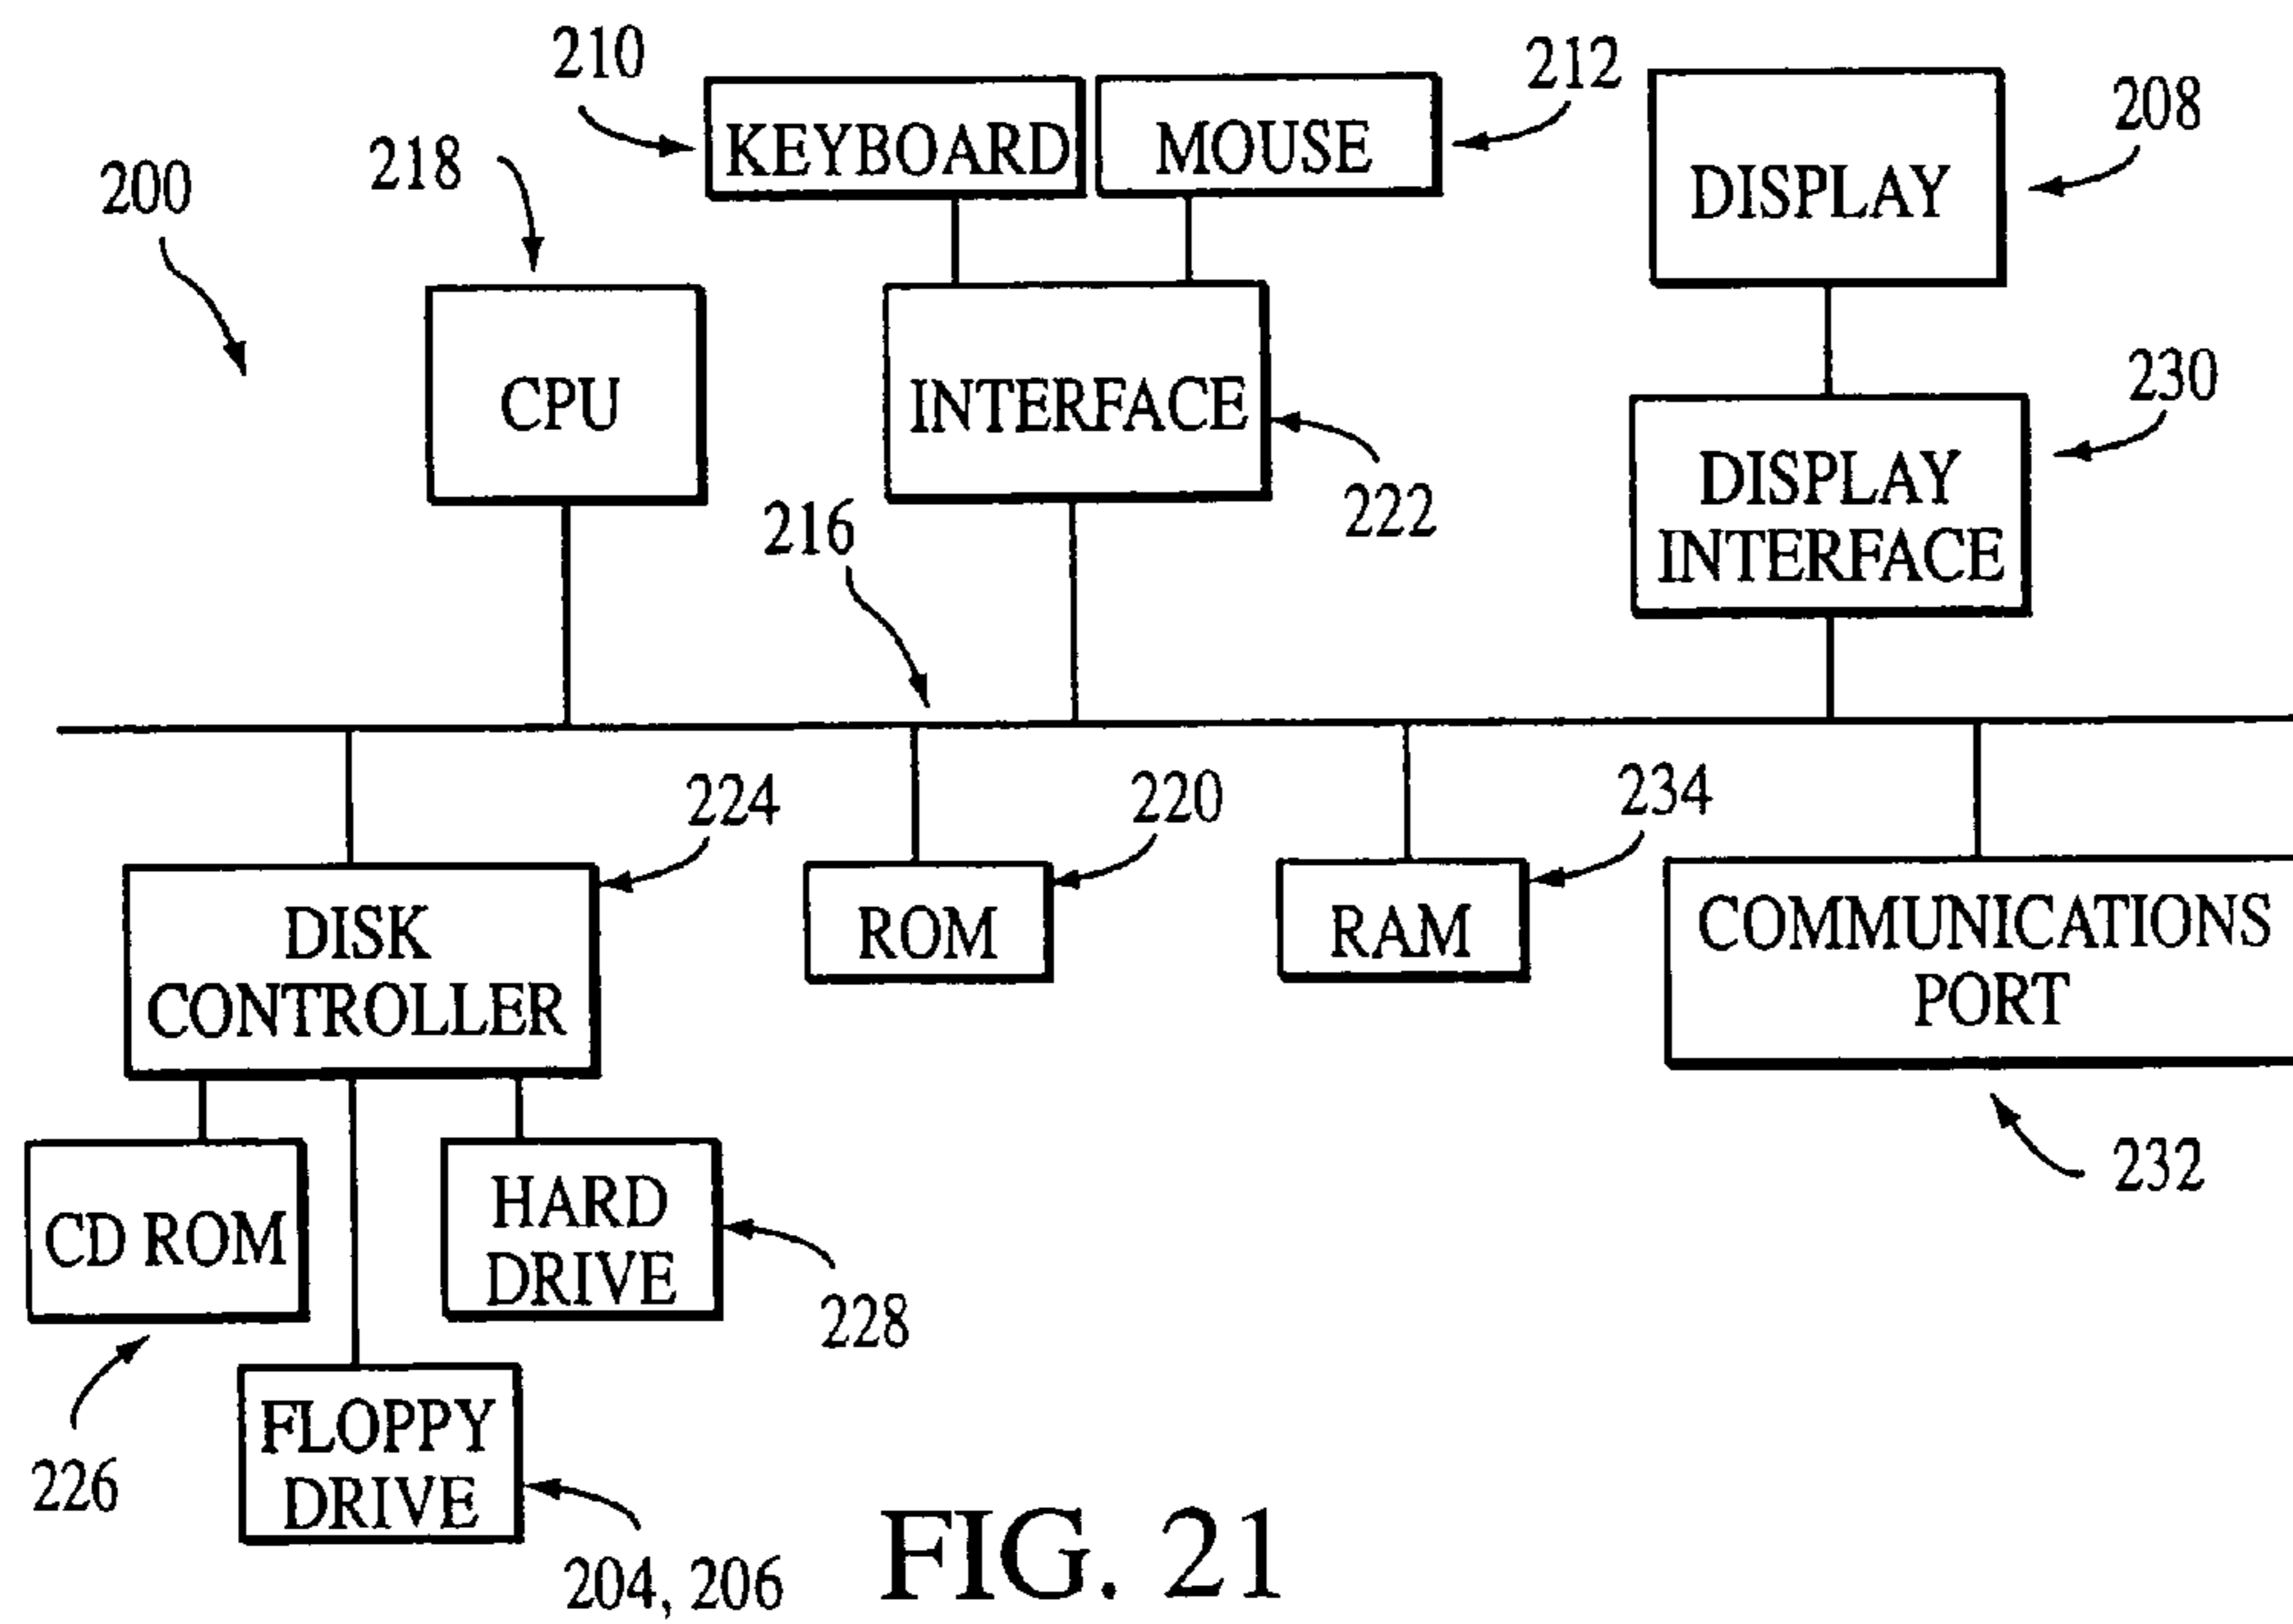 210
212
208
218
200
KEYBOARD
MOUSE
DISPLAY
230
CPU
INTERFACE
DISPLAY
INTERFACE
222
216
224
220
234
DISK
CONTROLLER
ROM
RAM
COMMUNICATIONS
PORT
232
CD ROM
HARD
DRIVE
228
226
FLOPPY
DRIVE
204, 206
FIG. 21